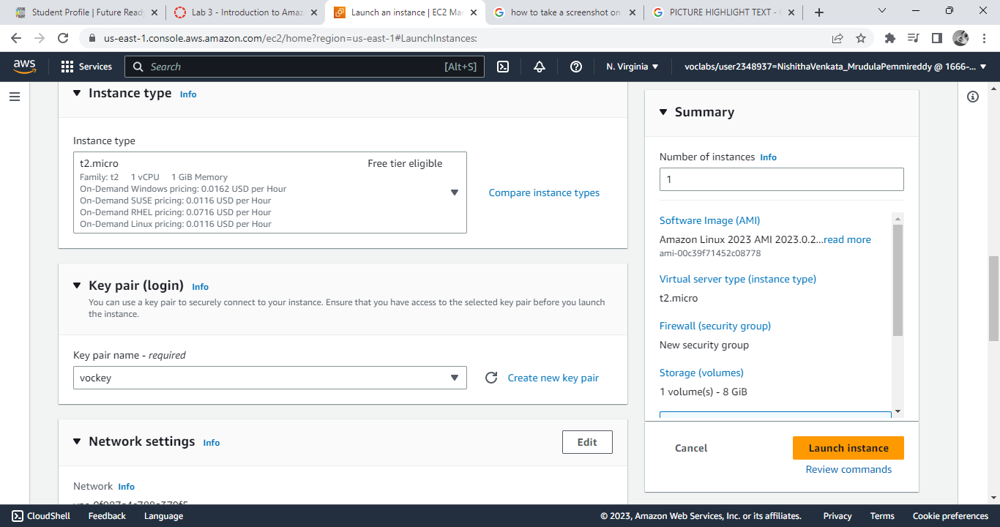 Student Profile | Future Read
Lab 3 - Introduction to Amaz
Launch an instance | EC2 Ma
how to take a screenshot on
PICTURE HIGHLIGHT TEXT -
us-east-1.console.aws.amazon.com/ec2/home?region=us-east-1#LaunchInstances:
aws
Services
Search
[Alt+S]
N. Virginia
voclabs/user2348937=NishithaVenkata_MrudulaPemmireddy @ 1666-...
Instance type Info
Instance type
t2.micro Free tier eligible
Family: t2 1 vCPU 1 GiB Memory
On-Demand Windows pricing: 0.0162 USD per Hour
On-Demand SUSE pricing: 0.0116 USD per Hour
On-Demand RHEL pricing: 0.0716 USD per Hour
On-Demand Linux pricing: 0.0116 USD per Hour
Compare instance types
Key pair (login) Info
You can use a key pair to securely connect to your instance. Ensure that you have access to the selected key pair before you launch
the instance.
Key pair name - required
vockey
Create new key pair
Network settings Info
Edit
Network Info
Summary
Number of instances Info
1
Software Image (AMI)
Amazon Linux 2023 AMI 2023.0.2...read more
ami-00c39f71452c08778
Virtual server type (instance type)
t2.micro
Firewall (security group)
New security group
Storage (volumes)
1 volume(s) - 8 GiB
Cancel
Launch instance
Review commands
CloudShell
Feedback
Language
© 2023, Amazon Web Services, Inc. or its affiliates.
Privacy
Terms
Cookie preferences